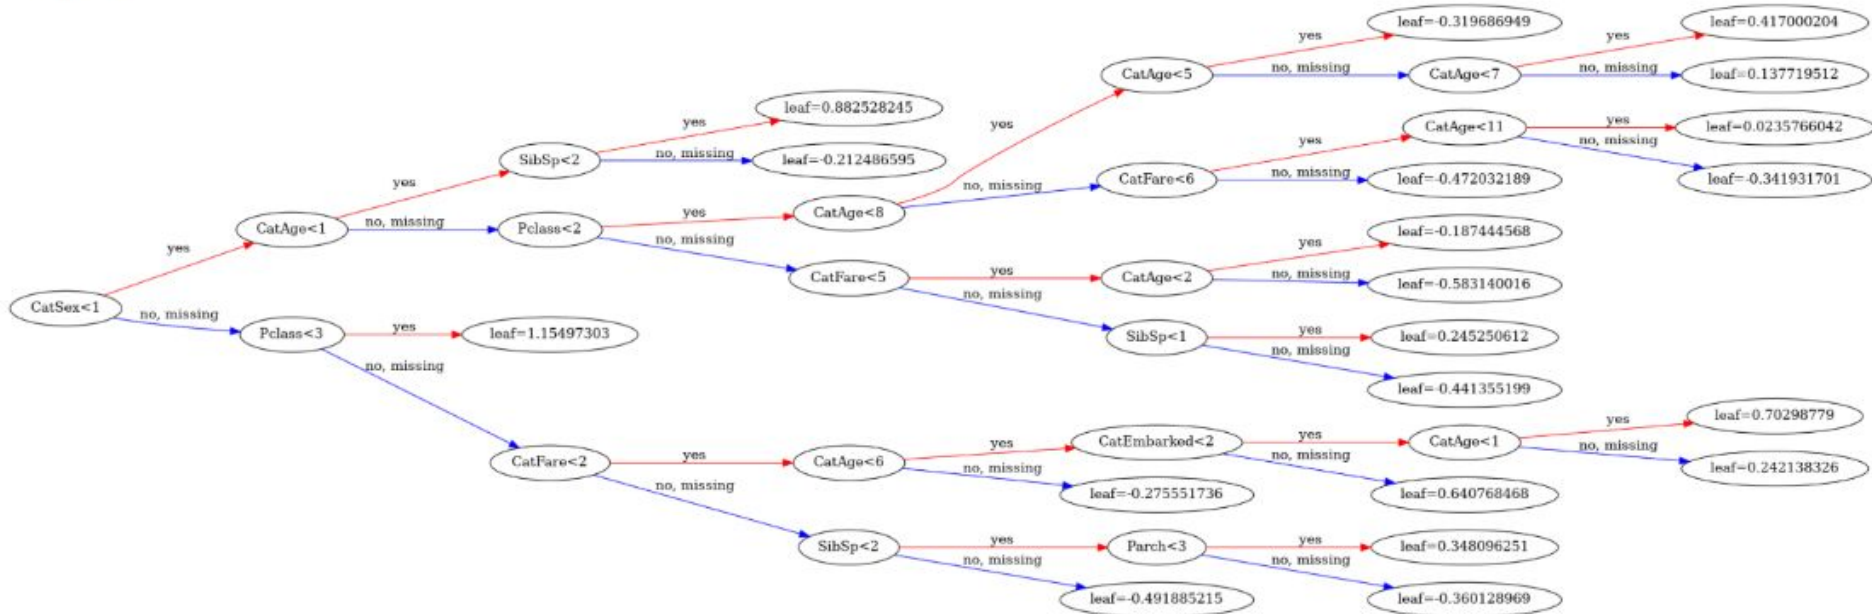 leaf=-0.319686949
leaf=0.417000204
yes
yes
CatAge<5
no, missing
CatAge<7
no, missing
leaf=0.137719512
leaf=0.882528245
yes
yes
CatAge<11
yes
leaf=0.0235766042
SibSp<2
no, missing
leaf=-0.212486595
yes
no, missing
yes
no, missing
CatFare<6
no, missing
leaf=-0.472032189
leaf=-0.341931701
CatAge<1
no, missing
Pclass<2
yes
CatAge<8
yes
no, missing
yes
leaf=-0.187444568
CatFare<5
yes
CatAge<2
no, missing
leaf=-0.583140016
CatSex<1
no, missing
no, missing
Pclass<3
yes
leaf=1.15497303
SibSp<1
yes
leaf=0.245250612
no, missing
no, missing
leaf=-0.441355199
yes
leaf=0.70298779
CatFare<2
yes
CatAge<6
yes
CatEmbarked<2
yes
CatAge<1
no, missing
no, missing
no, missing
leaf=0.242138326
no, missing
leaf=-0.275551736
leaf=0.640768468
SibSp<2
yes
Parch<3
yes
leaf=0.348096251
no, missing
no, missing
leaf=-0.491885215
leaf=-0.360128969